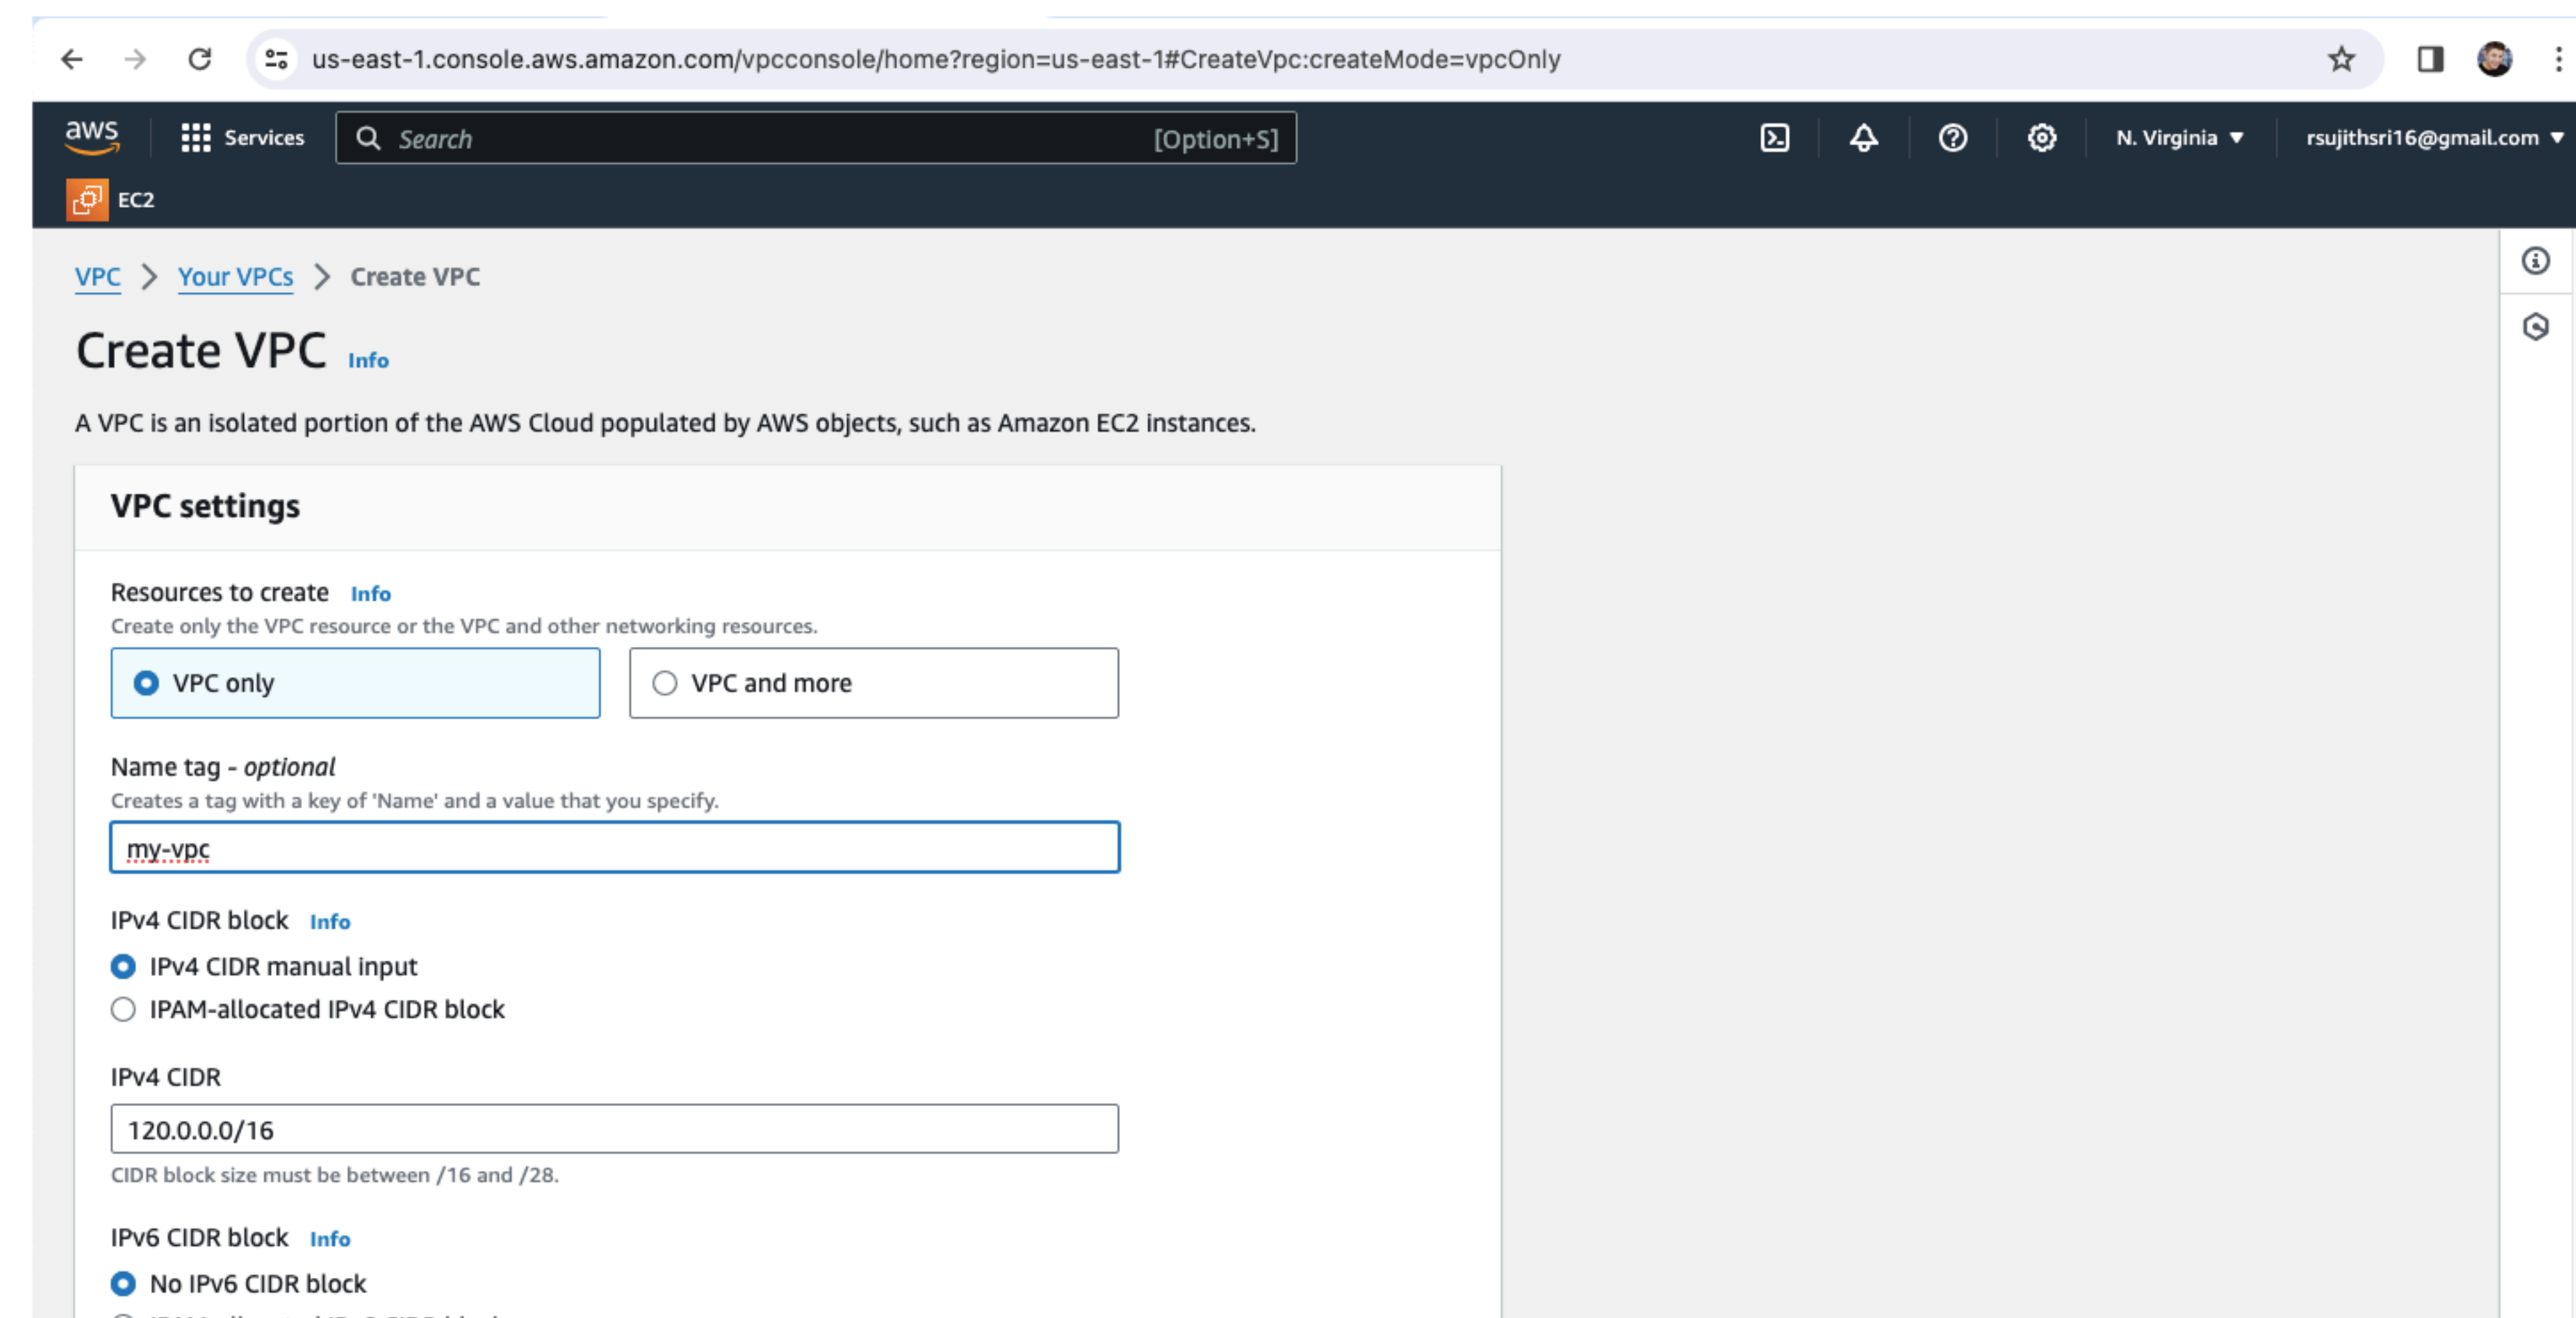 us-east-1.console.aws.amazon.com/vpcconsole/home?region=us-east-1#CreateVpc:createMode=vpcOnly
aws Services Search [Option+S] N. Virginia rsujithsri16@gmail.com
EC2
VPC > Your VPCs > Create VPC
Create VPC Info
A VPC is an isolated portion of the AWS Cloud populated by AWS objects, such as Amazon EC2 instances.
VPC settings
Resources to create Info
Create only the VPC resource or the VPC and other networking resources.
VPC only VPC and more
Name tag - optional
Creates a tag with a key of 'Name' and a value that you specify.
my-vpc
IPv4 CIDR block Info
IPv4 CIDR manual input
IPAM-allocated IPv4 CIDR block
IPv4 CIDR
120.0.0.0/16
CIDR block size must be between /16 and /28.
IPv6 CIDR block Info
No IPv6 CIDR block